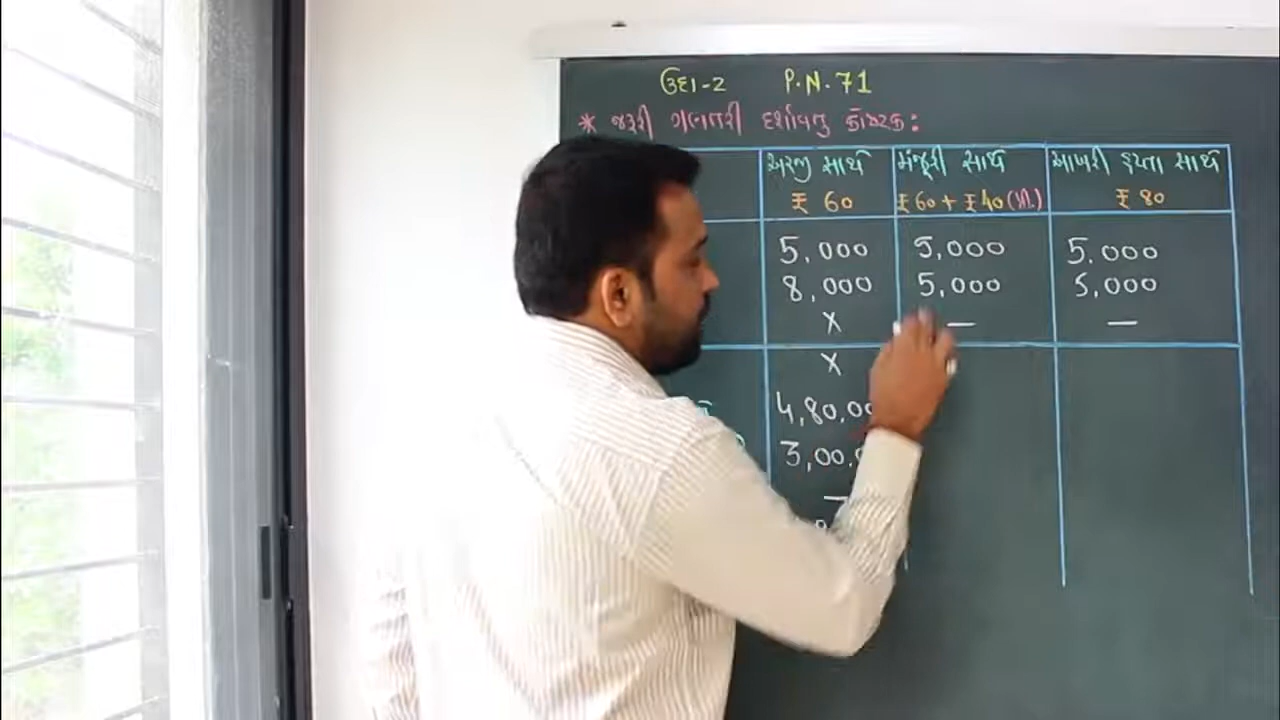 ઉદા-2 P.N.71
* જરૂરી ગણતરી દર્શાવતુ કોષ્ટક:
અરજી સાથે મંજૂરી સાથે આખરી હપ્તા સાથે
₹ 60 ₹ 60 + ₹ 40 (પ્રી.) ₹ 80
5,000 5,000 5,000
8,000 5,000 5,000
X — —
X
4,80,00
3,00,
—